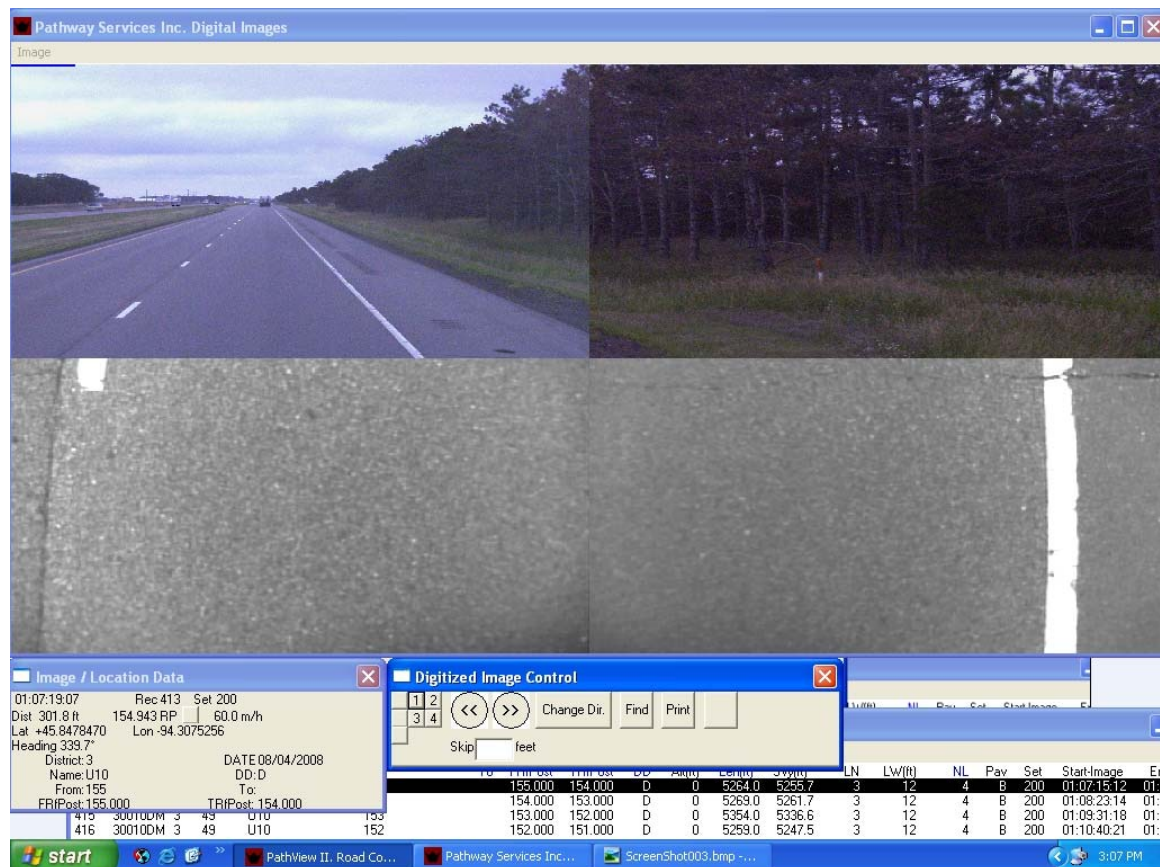 Pathway Services Inc. Digital Images
Image
Image / Location Data
01:07:19:07 Rec 413 Set 200
Dist 301.8 ft 154.943 RP 60.0 m/h
Lat +45.8478470 Lon -94.3075256
Heading 339.7°
District: 3 DATE 08/04/2008
Name: U10 DD: D
From: 155 To:
FRfPost: 155.000 TRfPost: 154.000
Digitized Image Control
1 2
3 4
<< >> Change Dir. Find Print
Skip feet
LN LW(ft) NL Pav Set Start-Image
155.000 154.000 D 0 5264.0 5255.7 3 12 4 B 200 01:07:15:12 01:
154.000 153.000 D 0 5269.0 5261.7 3 12 4 B 200 01:08:23:14 01:
415 30010DM 3 49 U10 153 153.000 152.000 D 0 5354.0 5336.6 3 12 4 B 200 01:09:31:18 01:
416 30010DM 3 49 U10 152 152.000 151.000 D 0 5259.0 5247.5 3 12 4 B 200 01:10:40:21 01:
start PathView II. Road Co... Pathway Services Inc... ScreenShot003.bmp -... 3:07 PM